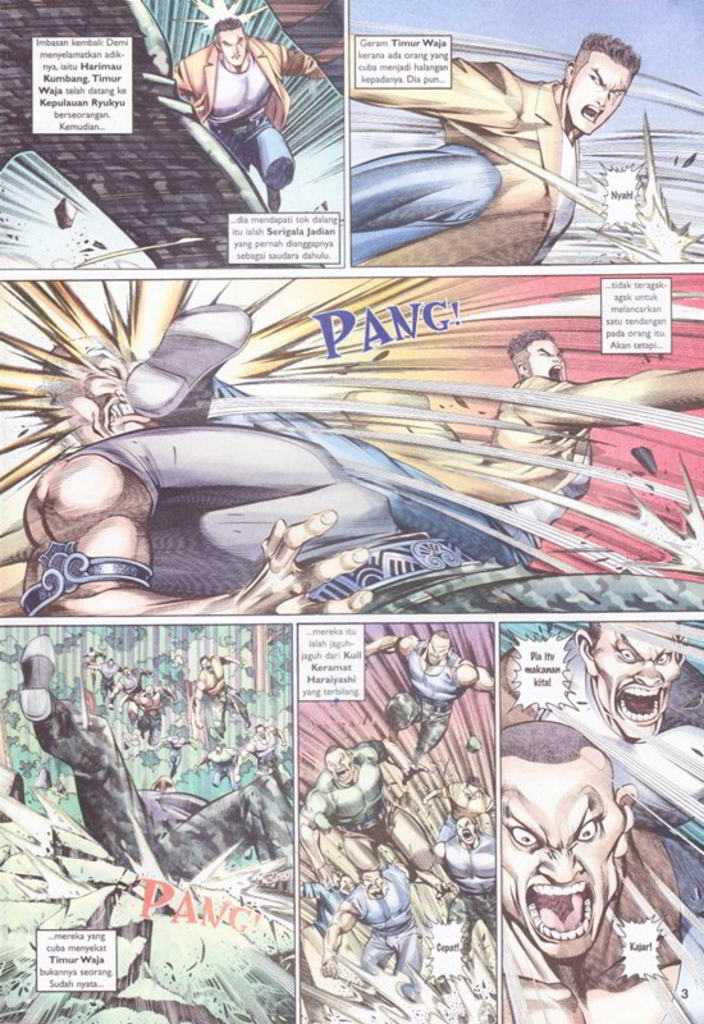 Imbasan kembali: Demi
menyelamatkan adik-
nya, iaitu Harimau
Kumbang, Timur
Waja telah datang ke
Kepulauan Ryukyu
berseorangan.
Kemudian...
...dia mendapati tok dalang
itu ialah Serigala Jadian
yang pernah dianggapnya
sebagai saudara dahulu.
Geram Timur Waja
kerana ada orang yang
cuba menjadi halangan
kepadanya. Dia pun...
Nyah!
PANG!
...tidak teragak-
agak untuk
melancarkan
satu tendangan
pada orang itu.
Akan tetapi...
PANG!
...mereka yang
cuba menyekat
Timur Waja
bukannya seorang.
Sudah nyata...
...mereka itu
ialah jaguh-
jaguh dari Kuil
Keramat
Haraiyashi
yang terbilang.
Cepat!
Dia itu
makanan
kita!
Kejar!
3